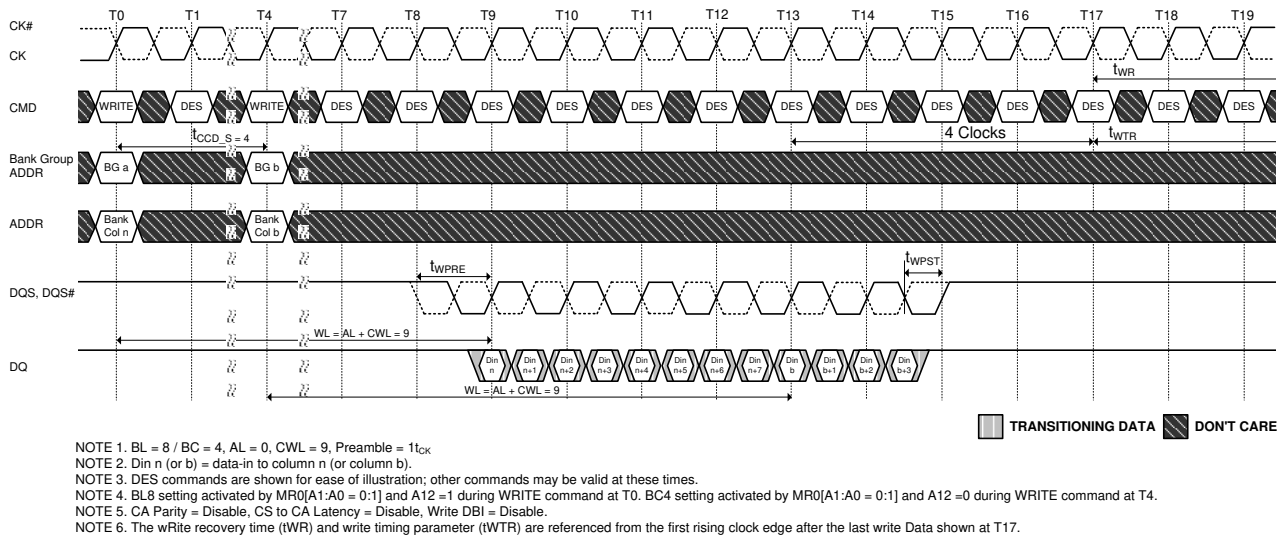 T0 T1 T4 T7 T8 T9 T10 T11 T12 T13 T14 T15 T16 T17 T18 T19
CK#
CK
tWR
CMD WRITE DES WRITE DES DES DES DES DES DES DES DES DES DES DES DES DES
tCCD_S = 4
4 Clocks
tWTR
Bank Group
ADDR
BG a BG b
ADDR
Bank
Col n
Bank
Col b
tWPRE
tWPST
DQS, DQS#
WL = AL + CWL = 9
DQ
Din
n
Din
n+1
Din
n+2
Din
n+3
Din
n+4
Din
n+5
Din
n+6
Din
n+7
Din
b
Din
b+1
Din
b+2
Din
b+3
WL = AL + CWL = 9
TRANSITIONING DATA DON'T CARE
NOTE 1. BL = 8 / BC = 4, AL = 0, CWL = 9, Preamble = 1tCK
NOTE 2. Din n (or b) = data-in to column n (or column b).
NOTE 3. DES commands are shown for ease of illustration; other commands may be valid at these times.
NOTE 4. BL8 setting activated by MR0[A1:A0 = 0:1] and A12 =1 during WRITE command at T0. BC4 setting activated by MR0[A1:A0 = 0:1] and A12 =0 during WRITE command at T4.
NOTE 5. CA Parity = Disable, CS to CA Latency = Disable, Write DBI = Disable.
NOTE 6. The wRite recovery time (tWR) and write timing parameter (tWTR) are referenced from the first rising clock edge after the last write Data shown at T17.